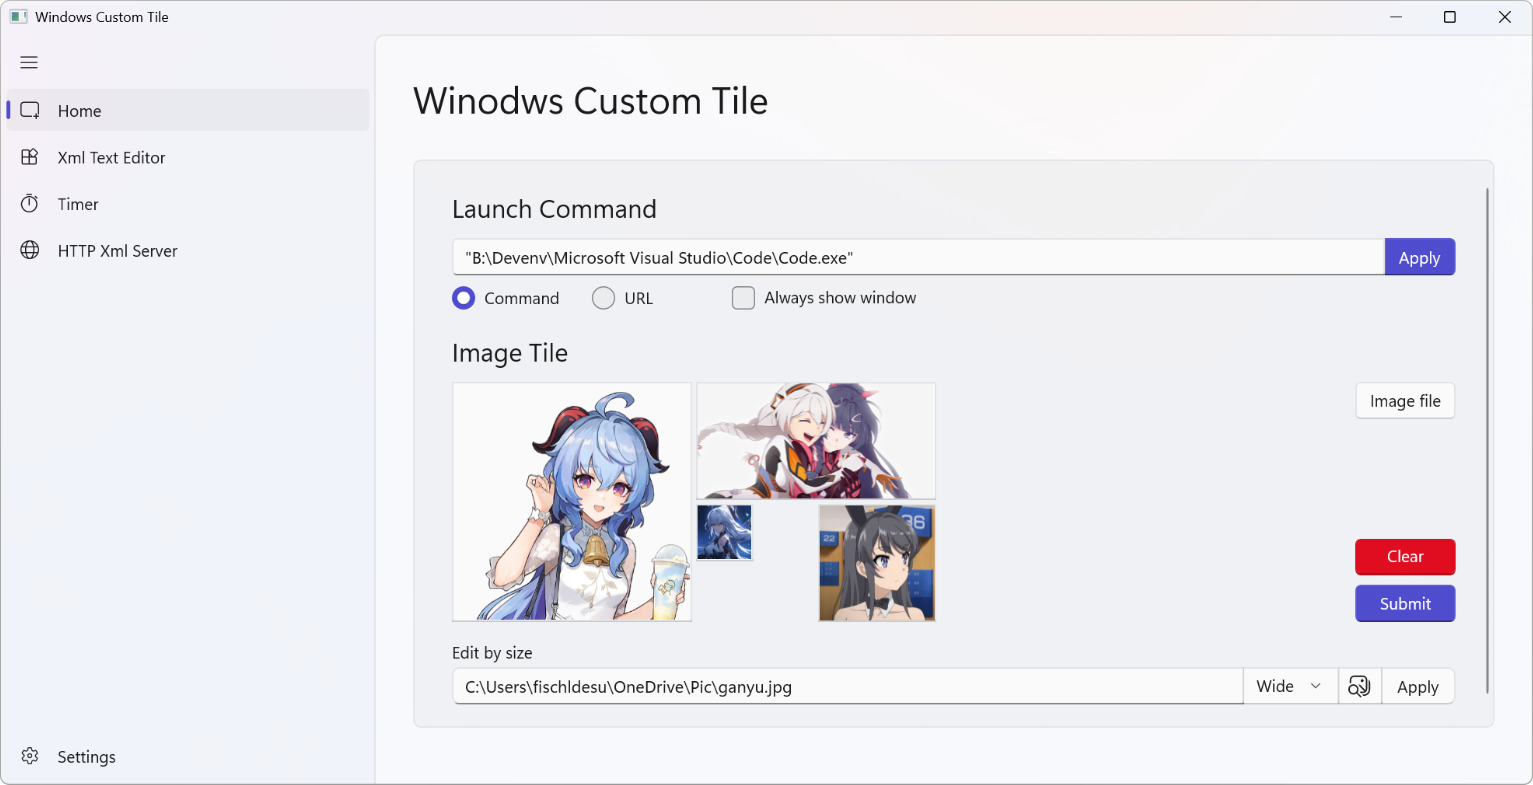 Windows Custom Tile
Home
Xml Text Editor
Timer
HTTP Xml Server
Settings
Winodws Custom Tile
Launch Command
"B:\Devenv\Microsoft Visual Studio\Code\Code.exe"
Apply
Command
URL
Always show window
Image Tile
36
22
Image file
Clear
Submit
Edit by size
C:\Users\fischldesu\OneDrive\Pic\ganyu.jpg
Wide
Apply